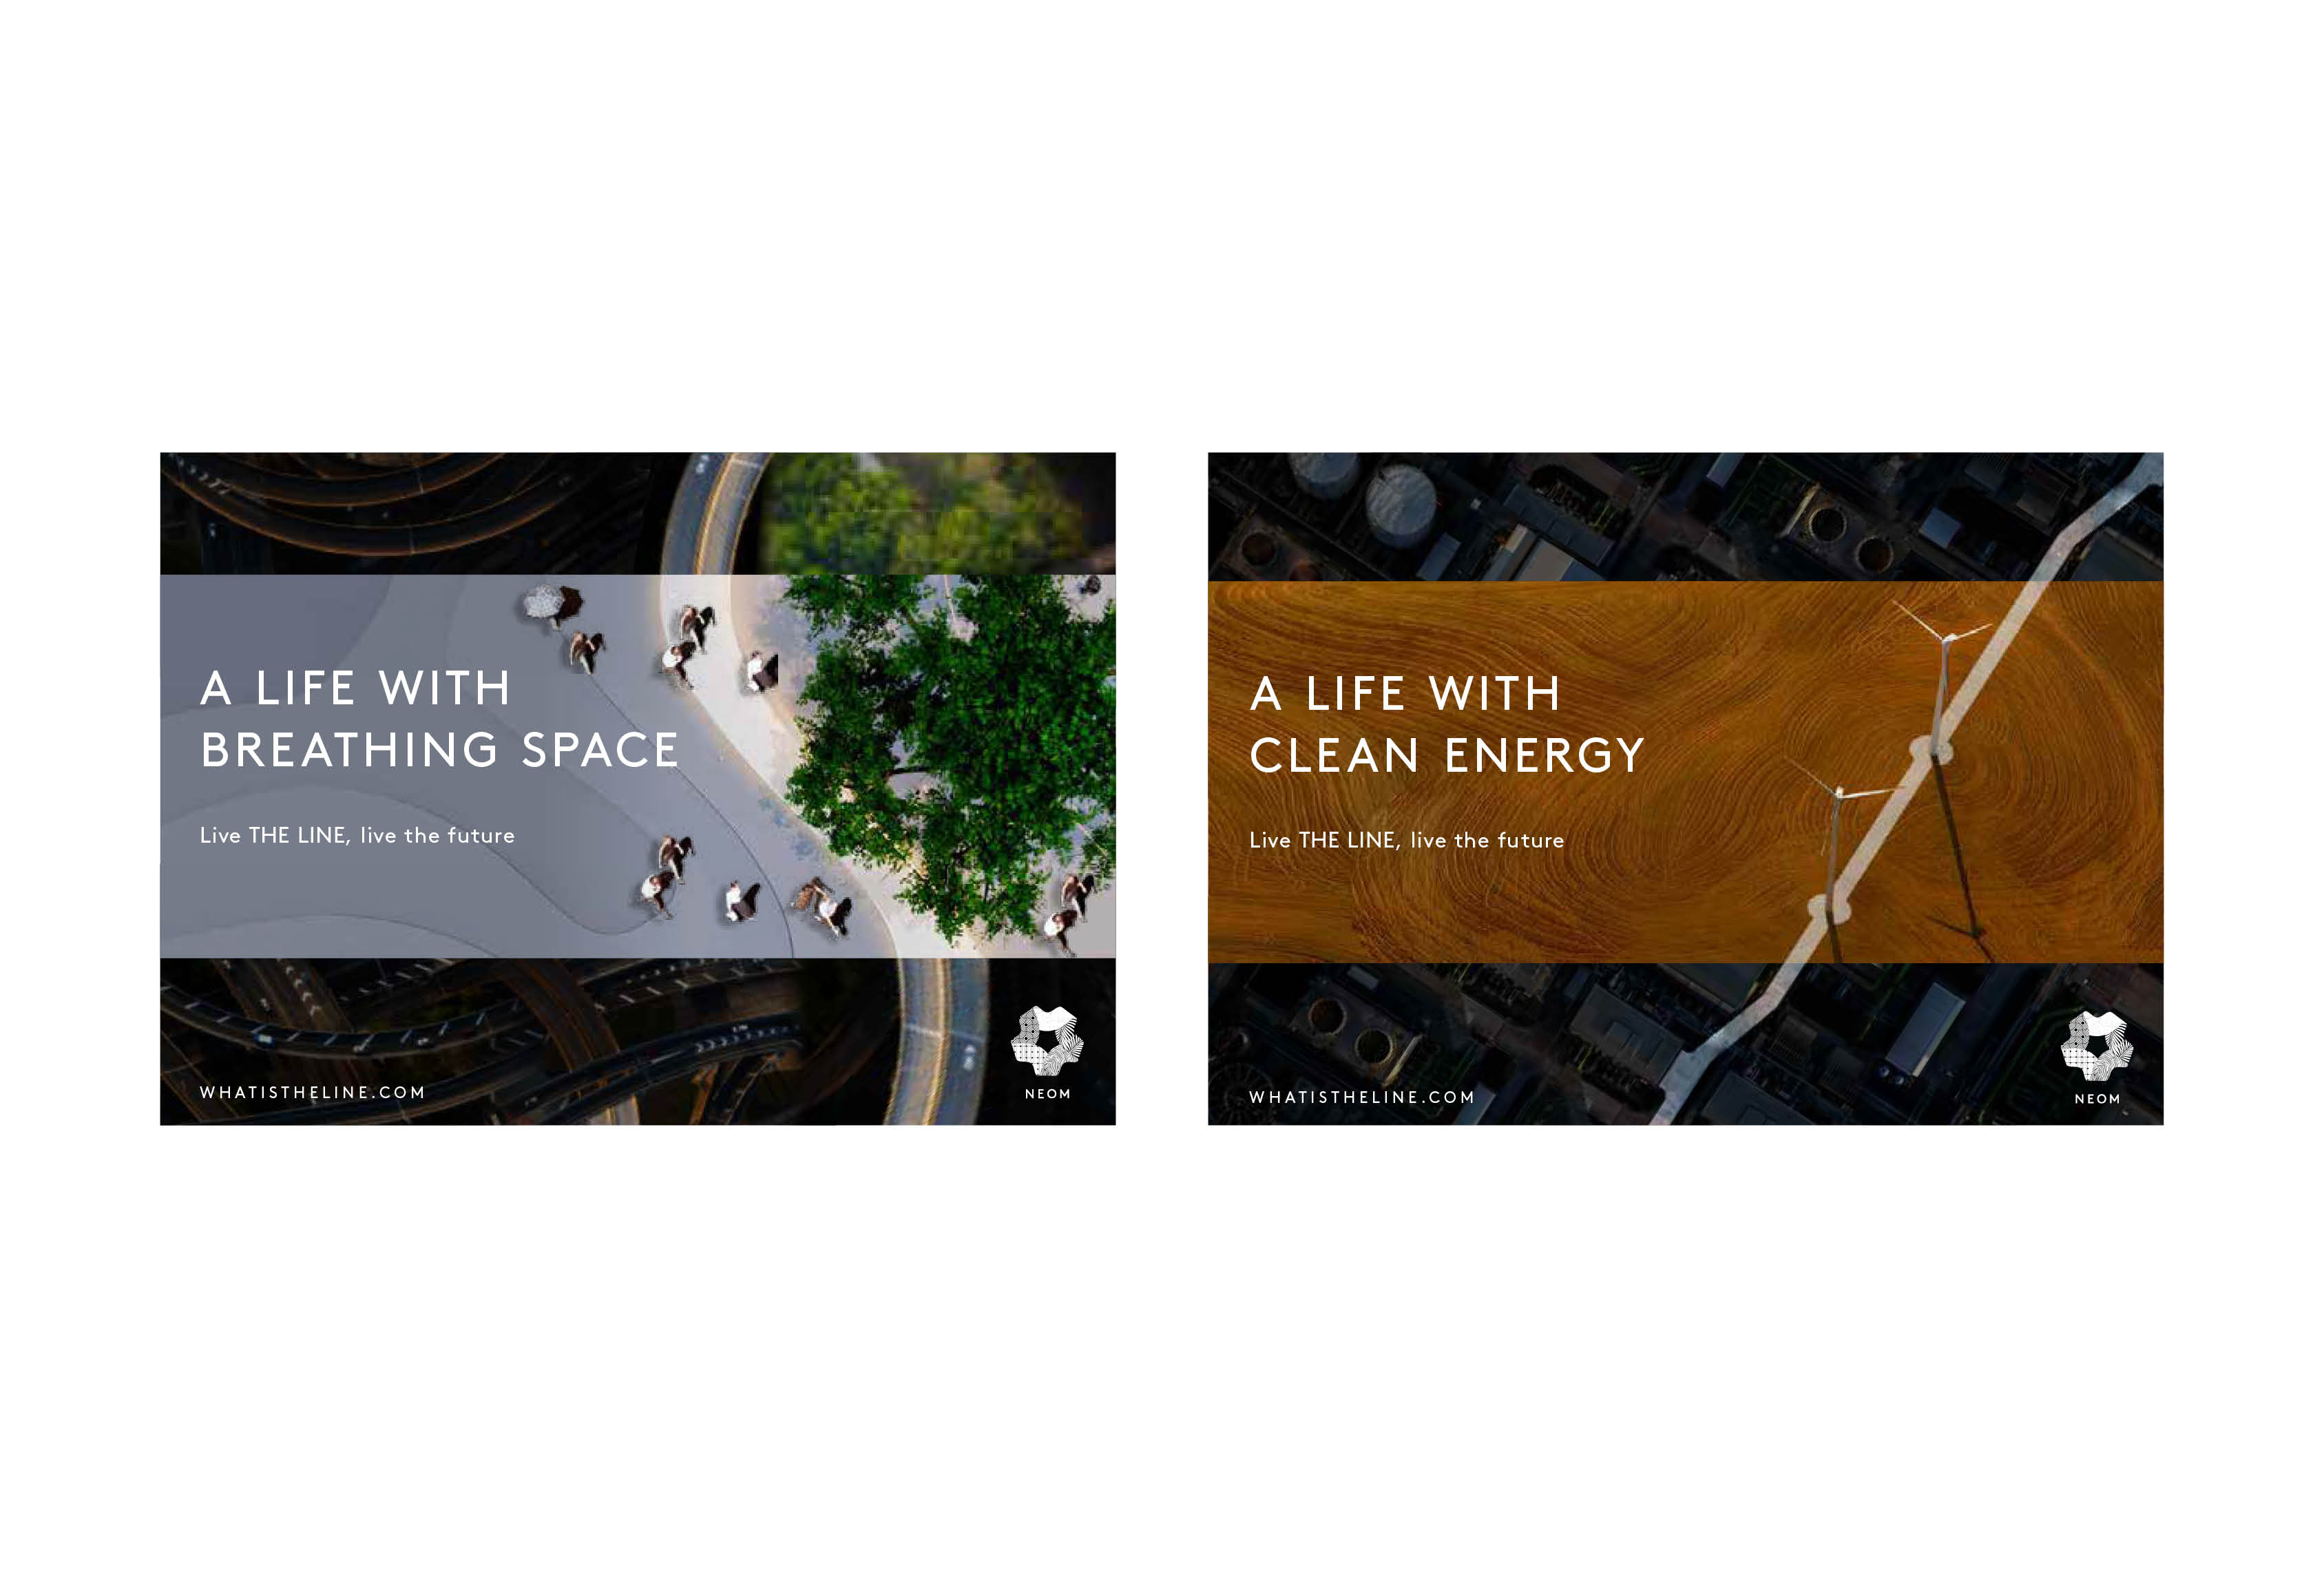 A LIFE WITH
BREATHING SPACE
Live THE LINE, live the future
WHATISTHELINE.COM
NEOM
A LIFE WITH
CLEAN ENERGY
Live THE LINE, live the future
WHATISTHELINE.COM
NEOM